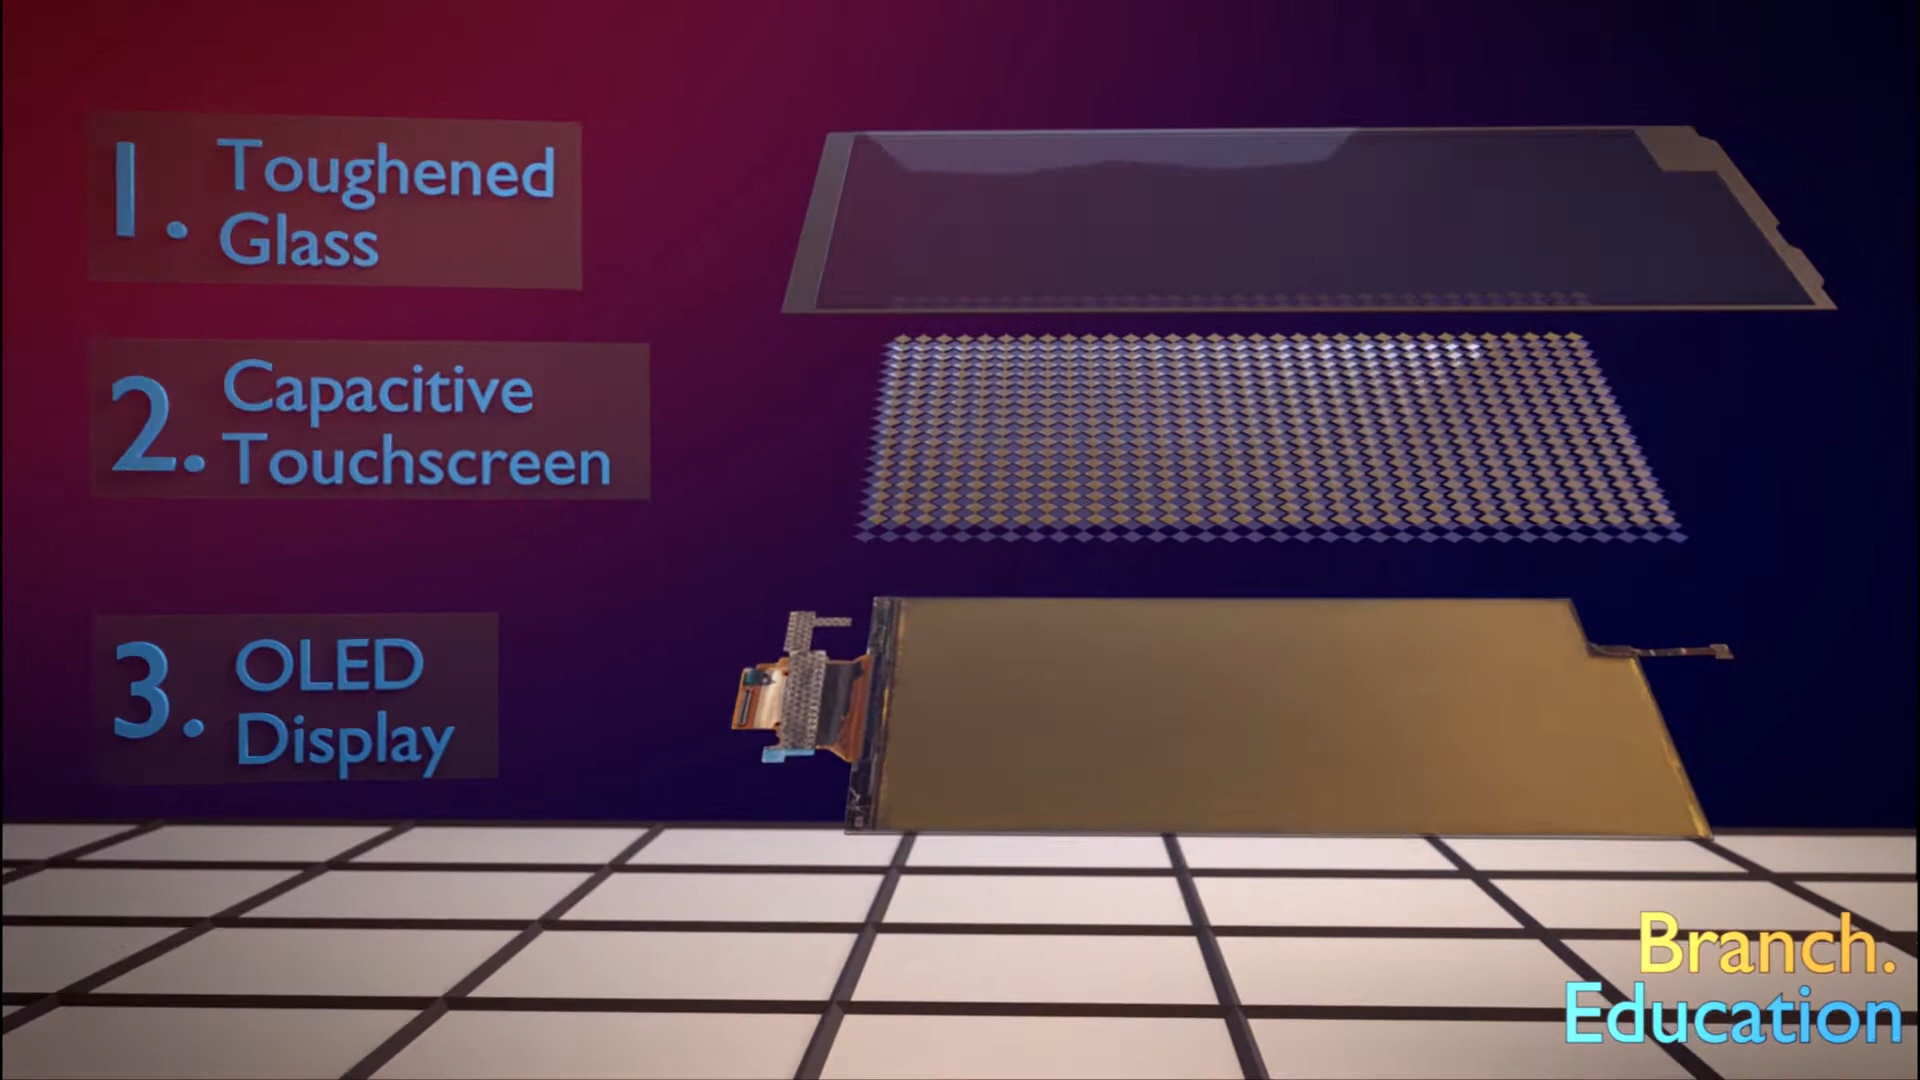 1. Toughened
Glass
2. Capacitive
Touchscreen
3. OLED
Display
Branch.
Education